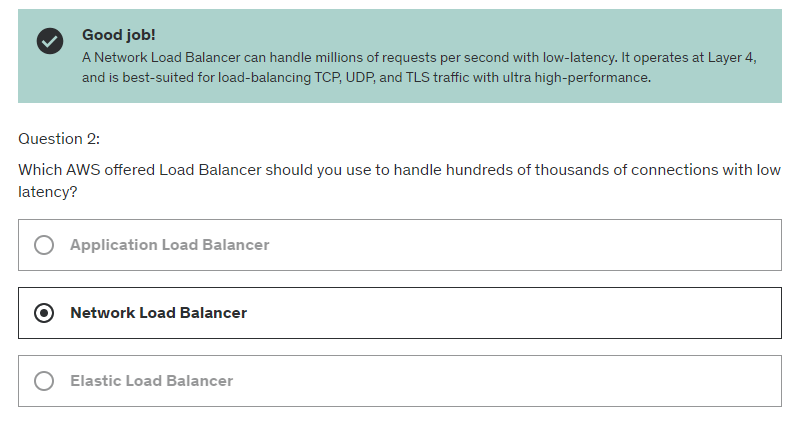 Good job!
A Network Load Balancer can handle millions of requests per second with low-latency. It operates at Layer 4,
and is best-suited for load-balancing TCP, UDP, and TLS traffic with ultra high-performance.
Question 2:
Which AWS offered Load Balancer should you use to handle hundreds of thousands of connections with low
latency?
Application Load Balancer
Network Load Balancer
Elastic Load Balancer